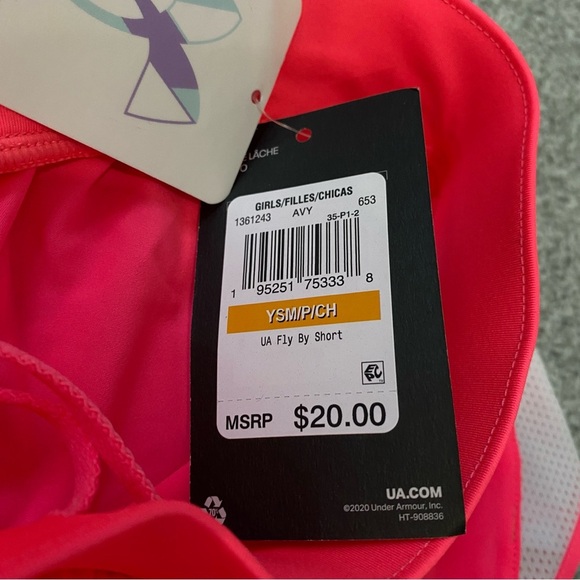 LÂCHE
GIRLS/FILLES/CHICAS
1361243 AVY 653
35-P1-2
1 95251 75333 8
YSM/P/CH
UA Fly By Short
MSRP $20.00
UA.COM
©2020 Under Armour, Inc.
HT-908836